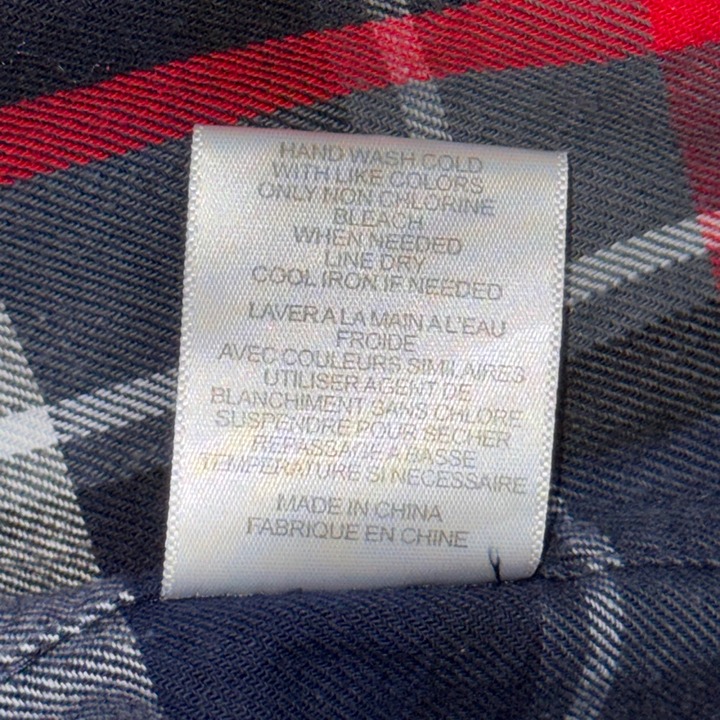 HAND WASH COLD
WITH LIKE COLORS
ONLY NON CHLORINE
BLEACH
WHEN NEEDED
LINE DRY
COOL IRON IF NEEDED
LAVER A LA MAIN A L'EAU
FROIDE
AVEC COULEURS SIMILAIRES
UTILISER AGENT DE
BLANCHIMENT SANS CHLORE
SUSPENDRE POUR SECHER
REPASSAGE A BASSE
TEMPERATURE SI NECESSAIRE
MADE IN CHINA
FABRIQUE EN CHINE